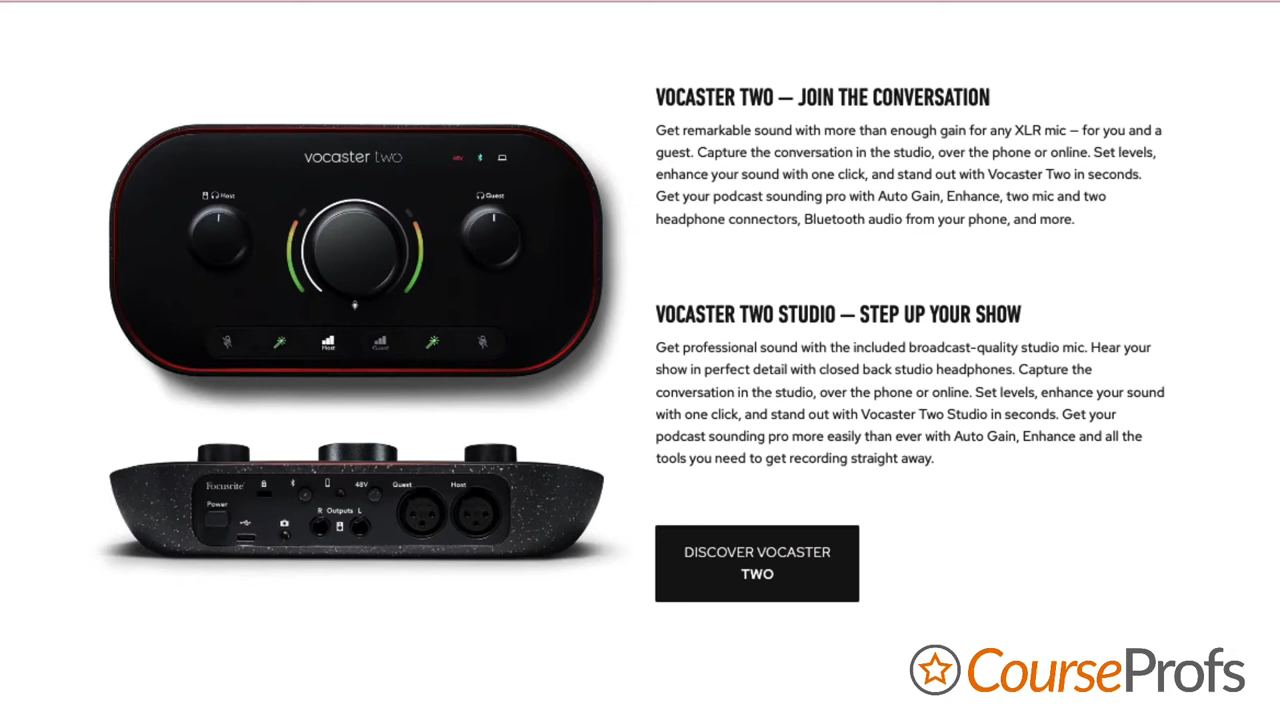 vocaster two
48V
Host
Guest
Host
Guest
Focusrite
48V
Guest
Host
Power
R Outputs L
VOCASTER TWO – JOIN THE CONVERSATION
Get remarkable sound with more than enough gain for any XLR mic – for you and a
guest. Capture the conversation in the studio, over the phone or online. Set levels,
enhance your sound with one click, and stand out with Vocaster Two in seconds.
Get your podcast sounding pro with Auto Gain, Enhance, two mic and two
headphone connectors, Bluetooth audio from your phone, and more.
VOCASTER TWO STUDIO – STEP UP YOUR SHOW
Get professional sound with the included broadcast-quality studio mic. Hear your
show in perfect detail with closed back studio headphones. Capture the
conversation in the studio, over the phone or online. Set levels, enhance your sound
with one click, and stand out with Vocaster Two Studio in seconds. Get your
podcast sounding pro more easily than ever with Auto Gain, Enhance and all the
tools you need to get recording straight away.
DISCOVER VOCASTER
TWO
CourseProfs